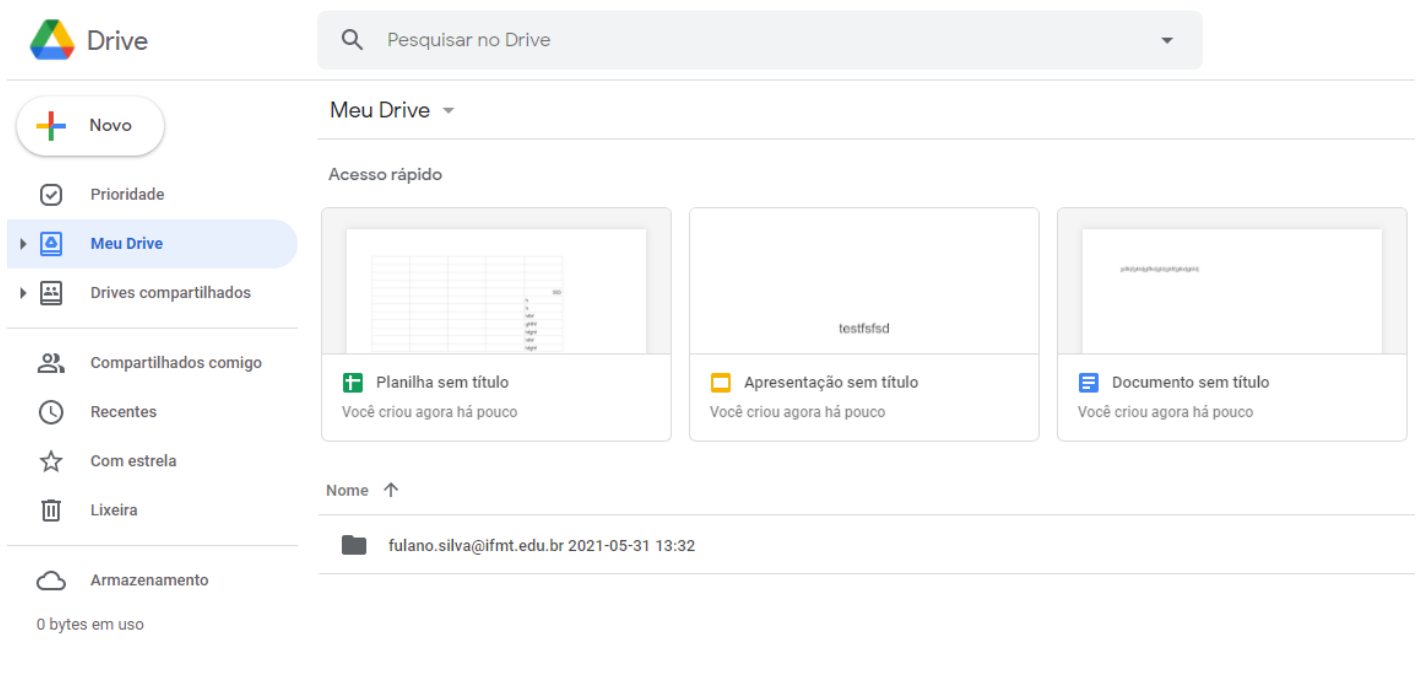 Drive
Pesquisar no Drive
Novo
Prioridade
Meu Drive
Drives compartilhados
Compartilhados comigo
Recentes
Com estrela
Lixeira
Armazenamento
0 bytes em uso
Meu Drive
Acesso rápido
testfsfsd
Planilha sem título
Você criou agora há pouco
Apresentação sem título
Você criou agora há pouco
Documento sem título
Você criou agora há pouco
Nome
fulano.silva@ifmt.edu.br 2021-05-31 13:32